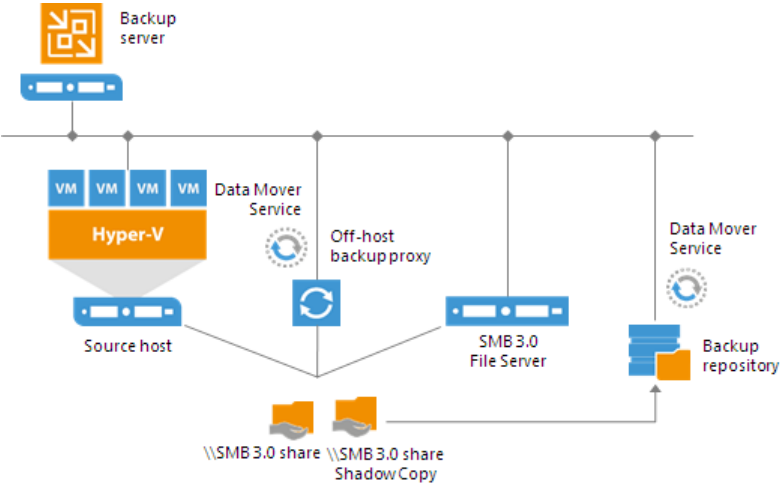 Backup
server
VM VM VM VM
Hyper-V
Data Mover
Service
Off-host
backup proxy
Data Mover
Service
Source host
SMB 3.0
File Server
Backup
repository
\\SMB 3.0 share
\\SMB 3.0 share
Shadow Copy